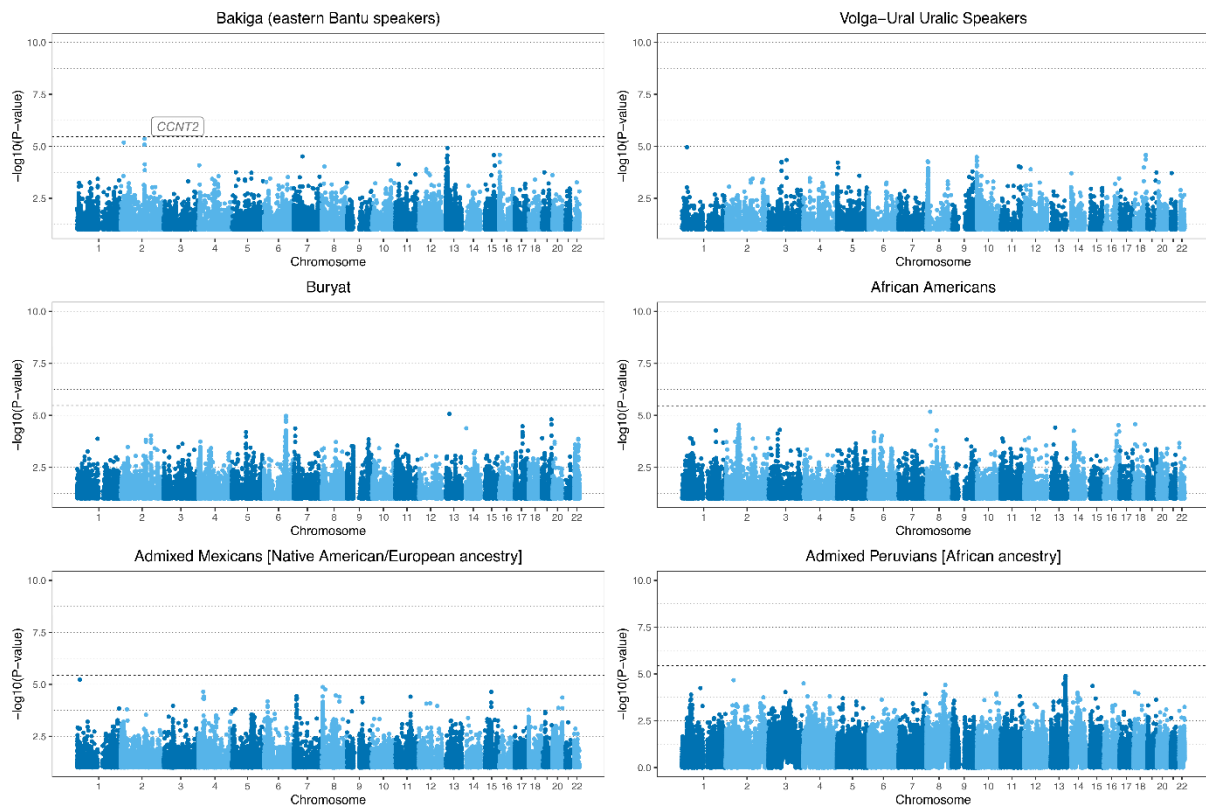 Bakiga (eastern Bantu speakers)
10.0
7.5
5.0
2.5
−log10(P−value)
CCNT2
1 2 3 4 5 6 7 8 9 10 11 12 13 14 15 16 17 18 20 22
Chromosome
Volga−Ural Uralic Speakers
10.0
7.5
5.0
2.5
−log10(P−value)
1 2 3 4 5 6 7 8 9 10 11 12 13 14 15 16 17 18 20 22
Chromosome
Buryat
10.0
7.5
5.0
2.5
−log10(P−value)
1 2 3 4 5 6 7 8 9 10 11 12 13 14 15 16 17 18 20 22
Chromosome
African Americans
10.0
7.5
5.0
2.5
−log10(P−value)
1 2 3 4 5 6 7 8 9 10 11 12 13 14 15 16 17 18 20 22
Chromosome
Admixed Mexicans [Native American/European ancestry]
10.0
7.5
5.0
2.5
−log10(P−value)
1 2 3 4 5 6 7 8 9 10 11 12 13 14 15 16 17 18 20 22
Chromosome
Admixed Peruvians [African ancestry]
10.0
7.5
5.0
2.5
0.0
−log10(P−value)
1 2 3 4 5 6 7 8 9 10 11 12 13 14 15 16 17 18 20 22
Chromosome